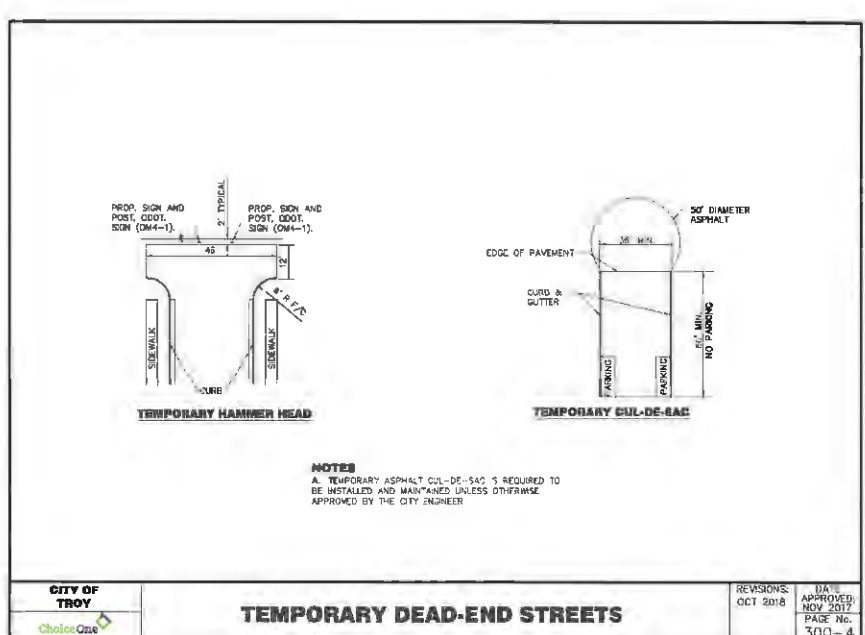 PROP. SIGN AND
POST, ODOT.
SIGN (OM4-1).
2' TYPICAL
PROP. SIGN AND
POST, ODOT.
SIGN (OM4-1).
46
12'
SIDEWALK
SIDEWALK
CURB
TEMPORARY HAMMER HEAD
50' DIAMETER
ASPHALT
MIN.
EDGE OF PAVEMENT
CURB &
GUTTER
MIN.
NO PARKING
PARKING
PARKING
TEMPORARY CUL-DE-SAC
NOTES
A. TEMPORARY ASPHALT CUL-DE-SAC IS REQUIRED TO
BE INSTALLED AND MAINTAINED UNLESS OTHERWISE
APPROVED BY THE CITY ENGINEER
CITY OF
TROY
ChoiceOne
TEMPORARY DEAD-END STREETS
REVISIONS:
OCT 2018
DATE
APPROVED:
NOV 2017
PAGE No.
300-4